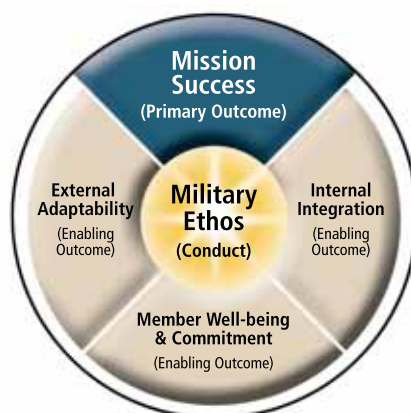 Mission
Success
(Primary Outcome)
External
Adaptability
(Enabling
Outcome)
Military
Ethos
(Conduct)
Internal
Integration
(Enabling
Outcome)
Member Well-being
& Commitment
(Enabling Outcome)